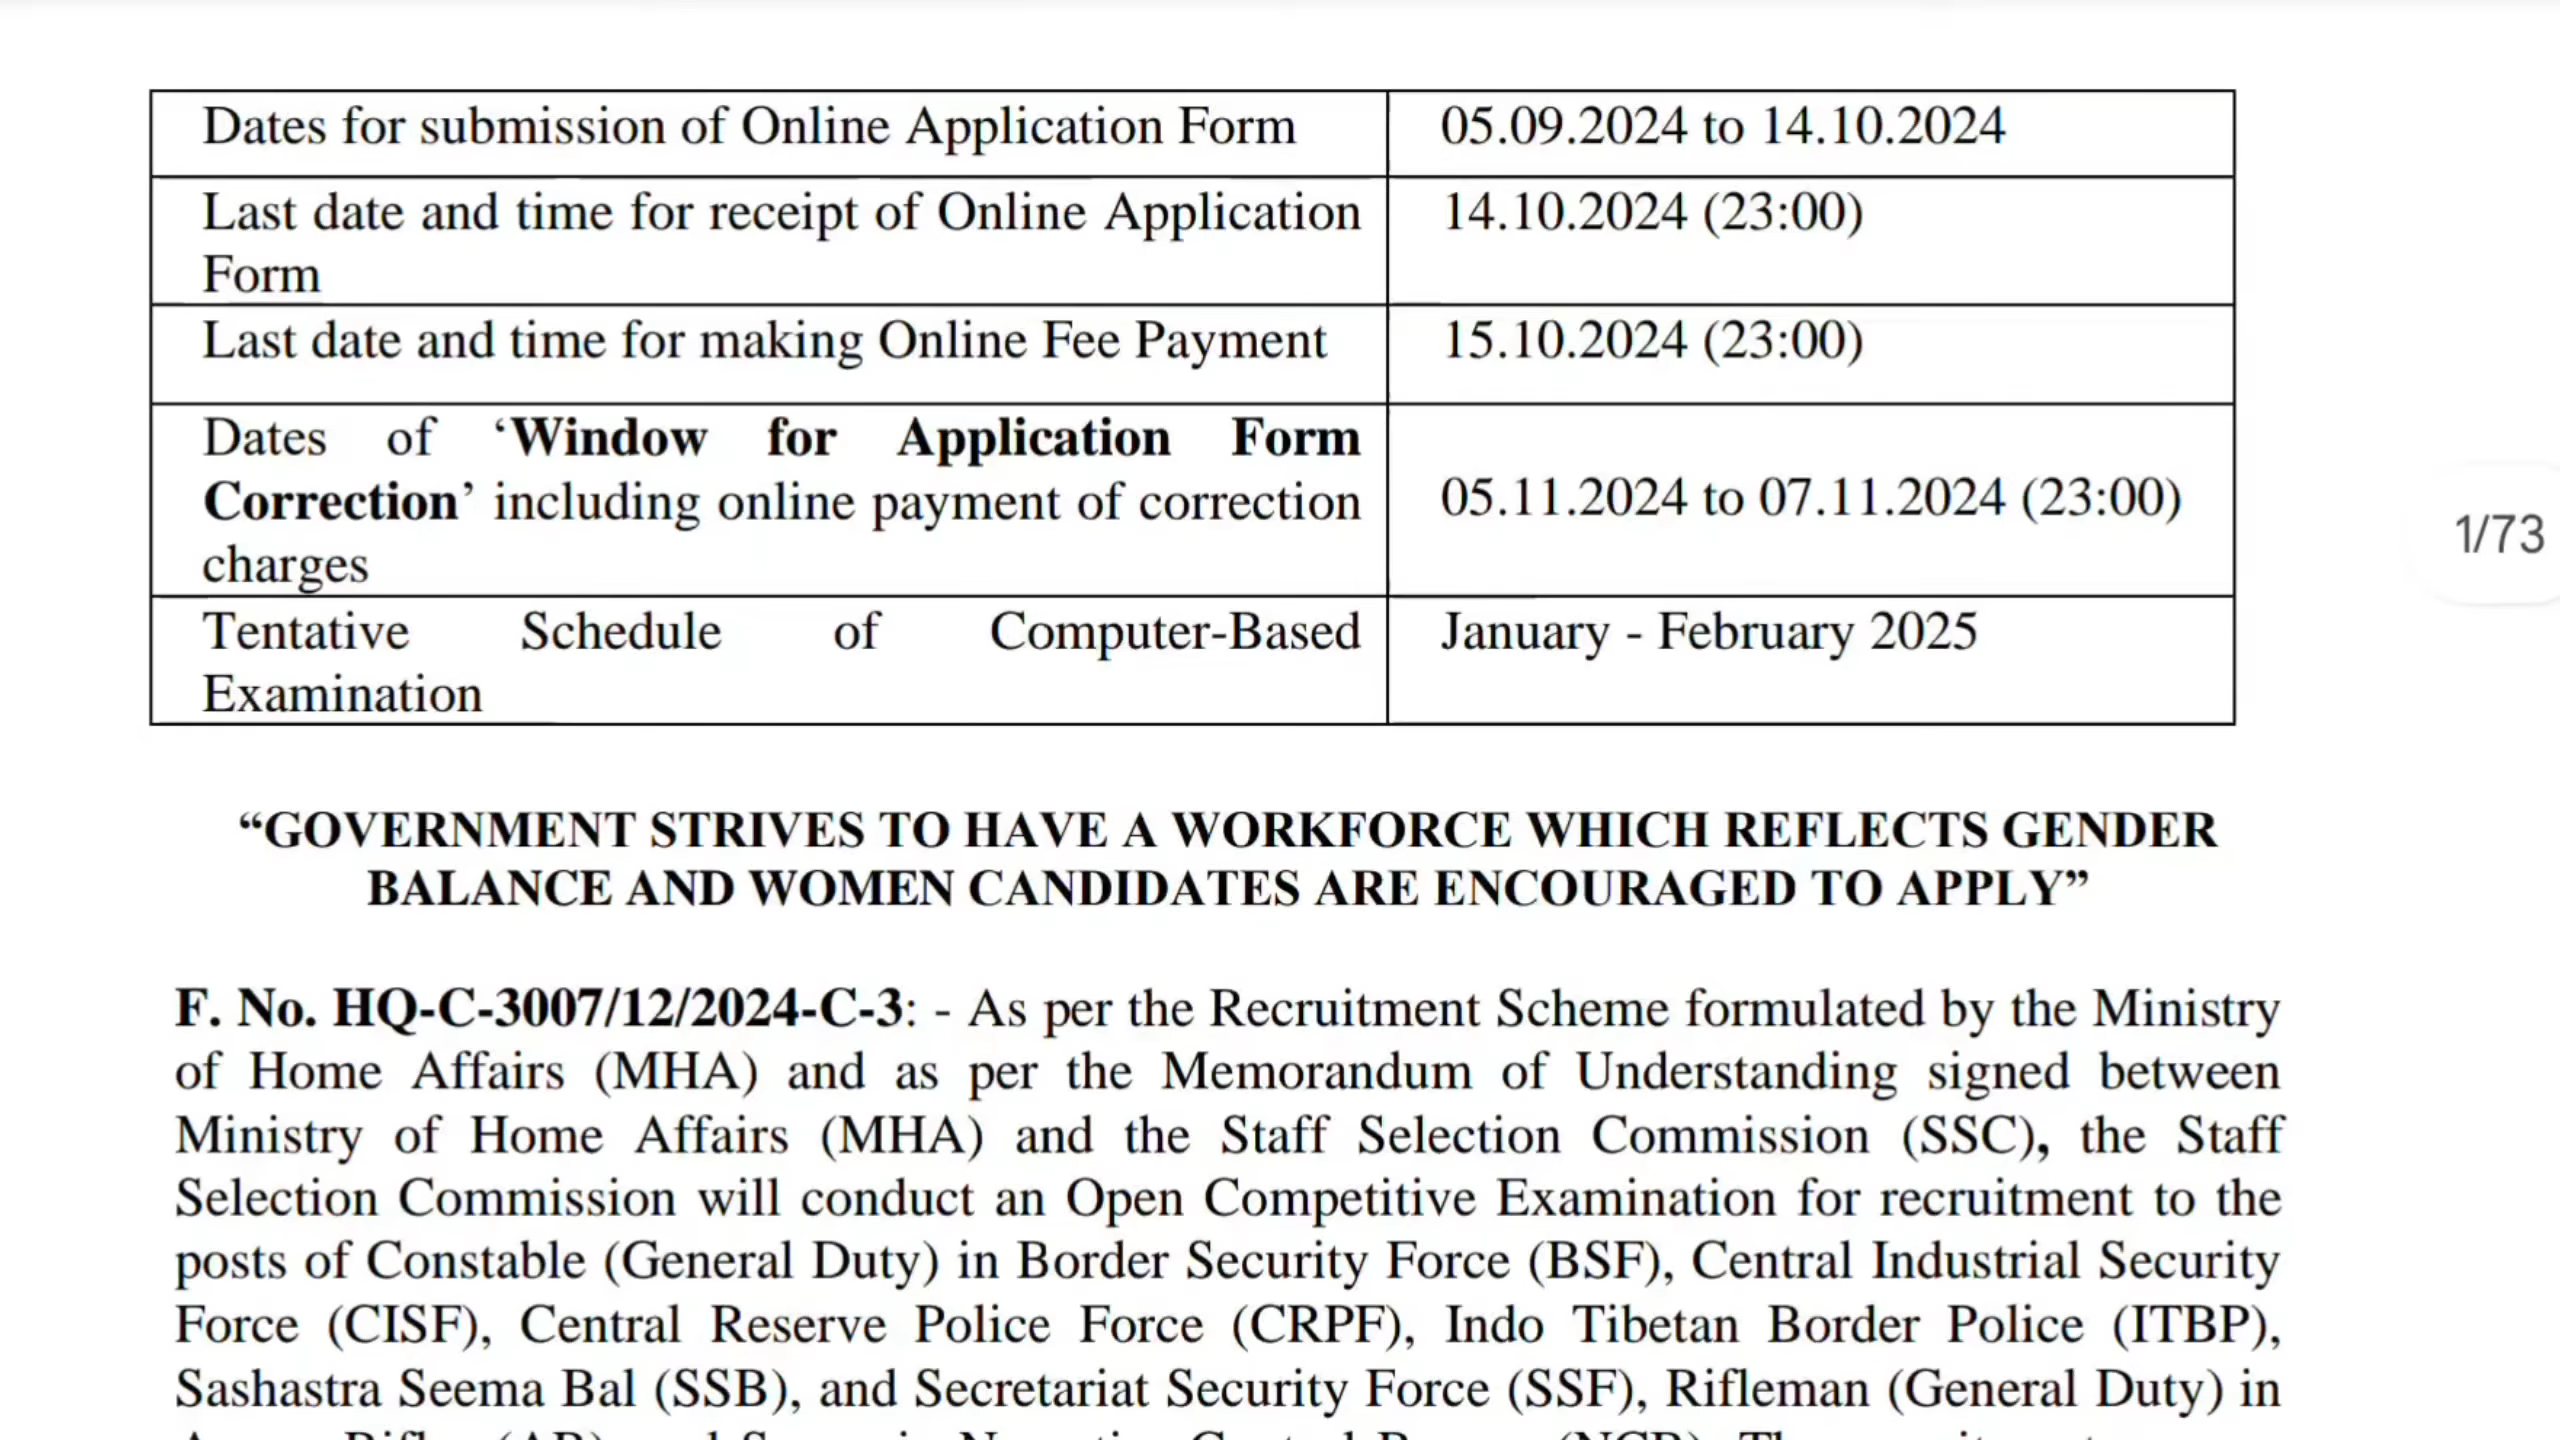 Dates for submission of Online Application Form
05.09.2024 to 14.10.2024
Last date and time for receipt of Online Application
Form
14.10.2024 (23:00)
Last date and time for making Online Fee Payment
15.10.2024 (23:00)
Dates of ‘Window for Application Form
Correction’ including online payment of correction
charges
05.11.2024 to 07.11.2024 (23:00)
1/73
Tentative Schedule of Computer-Based
Examination
January - February 2025
“GOVERNMENT STRIVES TO HAVE A WORKFORCE WHICH REFLECTS GENDER
BALANCE AND WOMEN CANDIDATES ARE ENCOURAGED TO APPLY”
F. No. HQ-C-3007/12/2024-C-3: - As per the Recruitment Scheme formulated by the Ministry
of Home Affairs (MHA) and as per the Memorandum of Understanding signed between
Ministry of Home Affairs (MHA) and the Staff Selection Commission (SSC), the Staff
Selection Commission will conduct an Open Competitive Examination for recruitment to the
posts of Constable (General Duty) in Border Security Force (BSF), Central Industrial Security
Force (CISF), Central Reserve Police Force (CRPF), Indo Tibetan Border Police (ITBP),
Sashastra Seema Bal (SSB), and Secretariat Security Force (SSF), Rifleman (General Duty) in